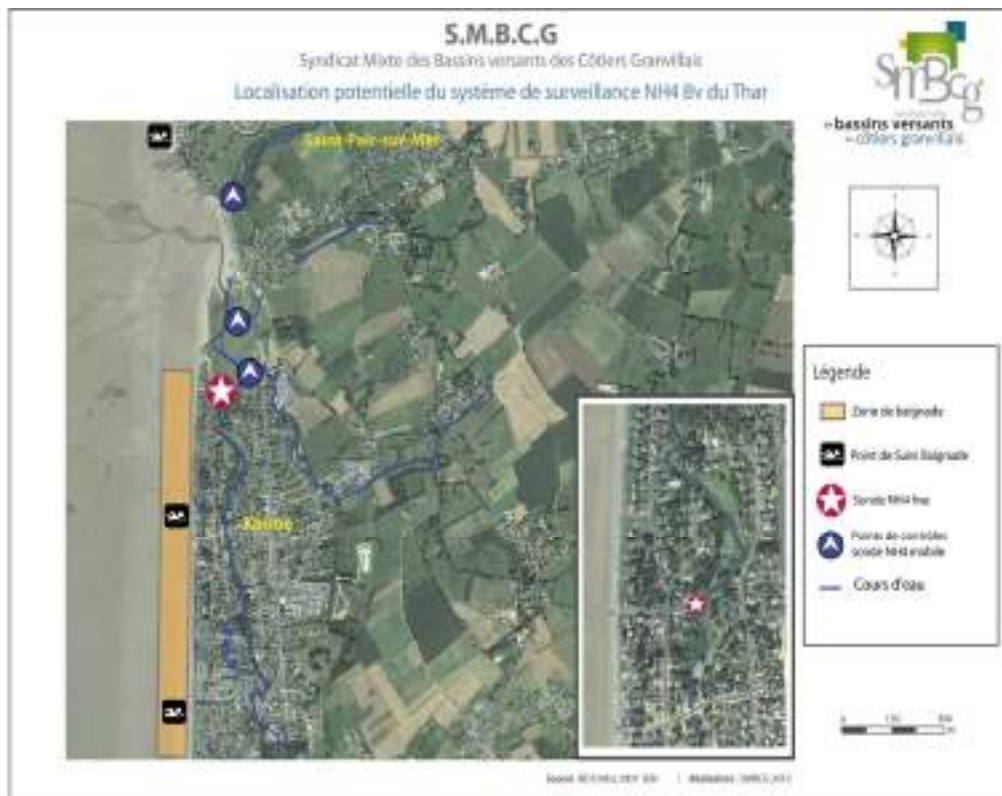 S.M.B.C.G
Syndicat Mixte des Bassins versants des Côtiers Granvillais
Localisation potentielle du système de surveillance NH4 Bv du Thar
SmBCg
bassins versants
côtiers granvillais
Saint-Pair-sur-Mer
Légende
Zone de baignade
Point de Suivi Baignade
Sonde NH4 fixe
Points de contrôles
sonde NH4 mobile
Cours d'eau